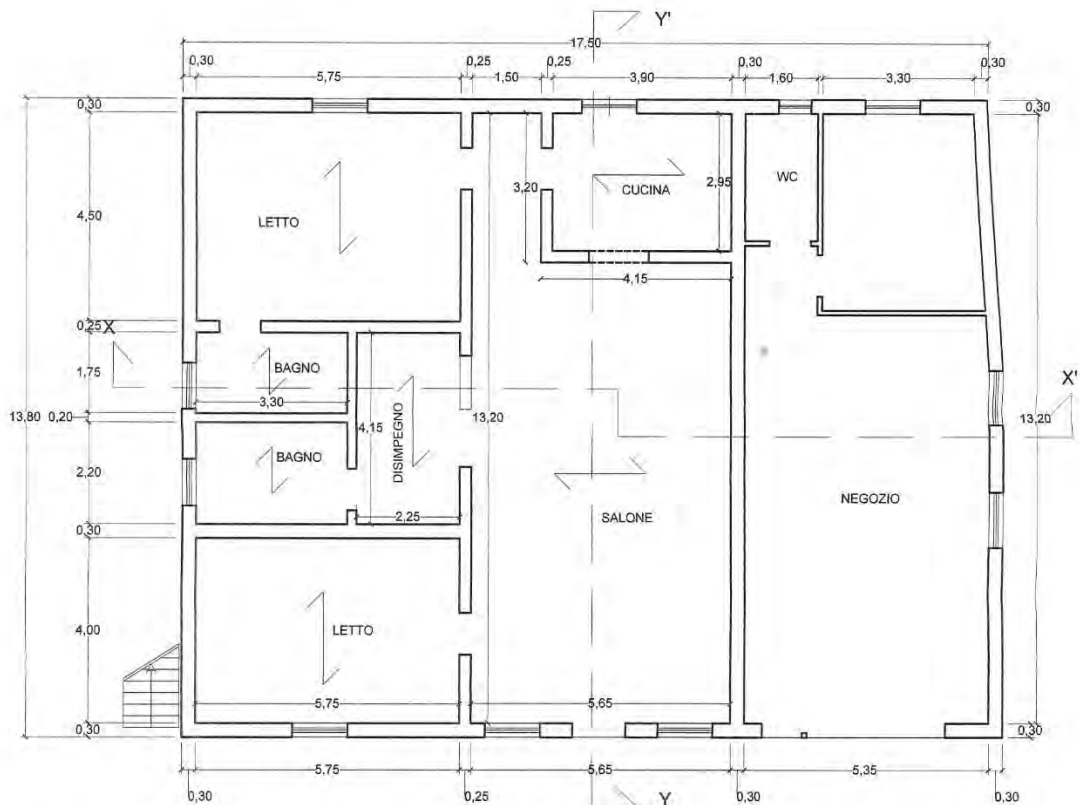 Y'
17,50
0,30 0,25 0,25 0,30 0,30
5,75 1,50 3,90 1,60 3,30
0,30 0,30
WC
3,20 CUCINA 2,95
4,50 LETTO
4,15
0,25
X
BAGNO
1,75
X'
3,30
13,80 0,20 4,15 DISIMPEGNO 13,20 13,20
BAGNO
2,20 NEGOZIO
2,25 SALONE
0,30
4,00 LETTO
5,75 5,65
0,30 0,30
5,75 5,65 5,35
0,30 0,25 Y 0,30 0,30